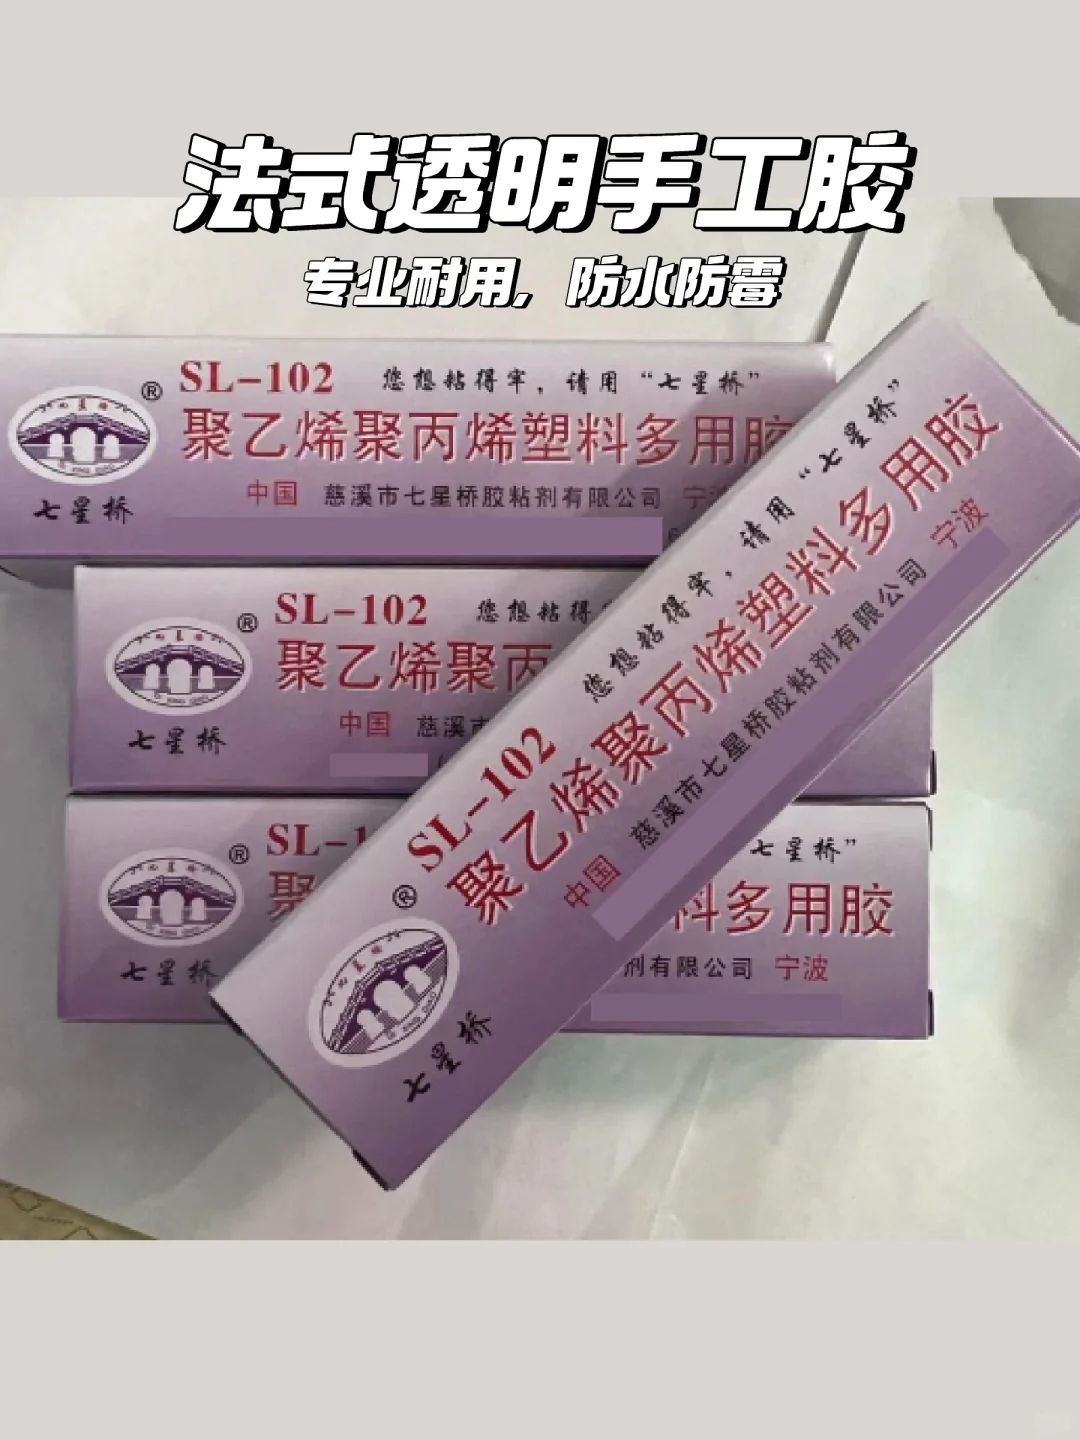 法式透明手工胶
专业耐用，防水防霉
SL-102 您想粘得牢，请用“七星桥”
聚乙烯聚丙烯塑料多用胶
中国 慈溪市七星桥胶粘剂有限公司 宁波
®
七星桥
SL-102 您想粘得
聚乙烯聚丙
中国 慈溪市
®
七星桥
SL-102
您想粘得牢，请用“七星桥”
聚乙烯聚丙烯塑料多用胶
中国 慈溪市七星桥胶粘剂有限公司 宁波
®
七星桥
SL-1
七星桥”
聚
料多用胶
剂有限公司 宁波
®
七星桥